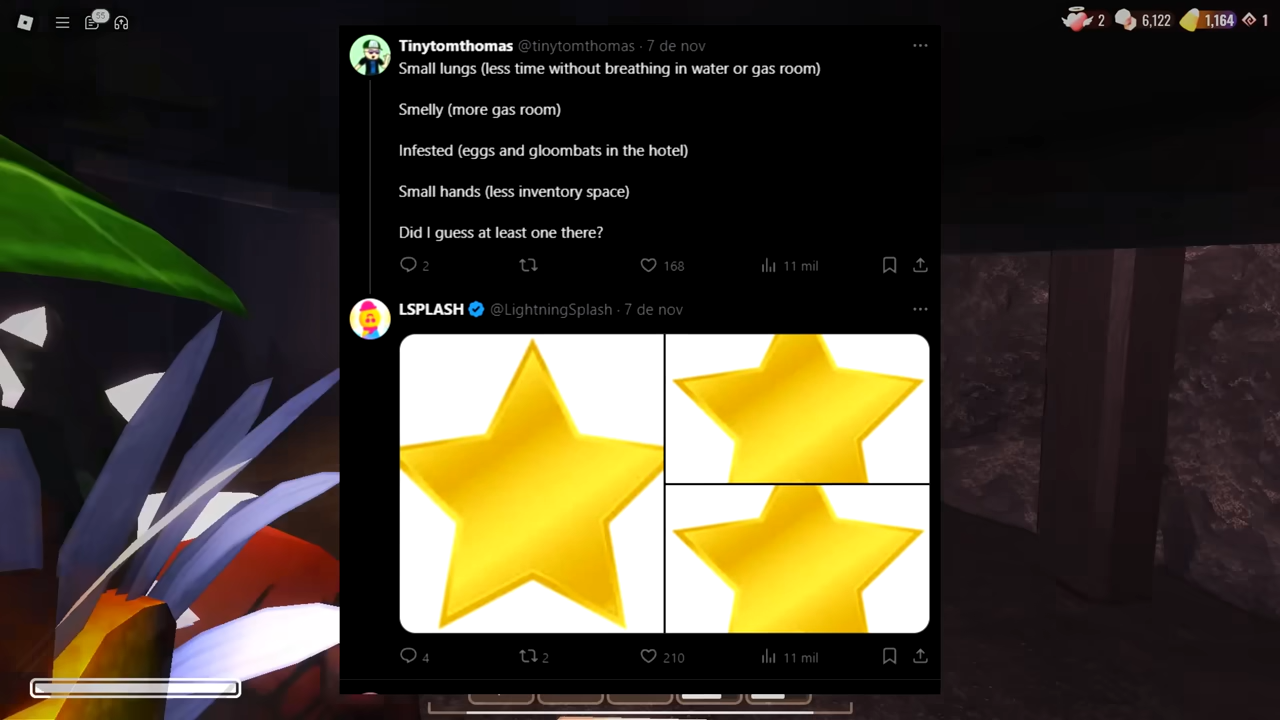 55
2
6,122
1,164
1
Tinytomthomas @tinytomthomas · 7 de nov
Small lungs (less time without breathing in water or gas room)
Smelly (more gas room)
Infested (eggs and gloombats in the hotel)
Small hands (less inventory space)
Did I guess at least one there?
2
168
11 mil
LSPLASH @LightningSplash · 7 de nov
4
2
210
11 mil